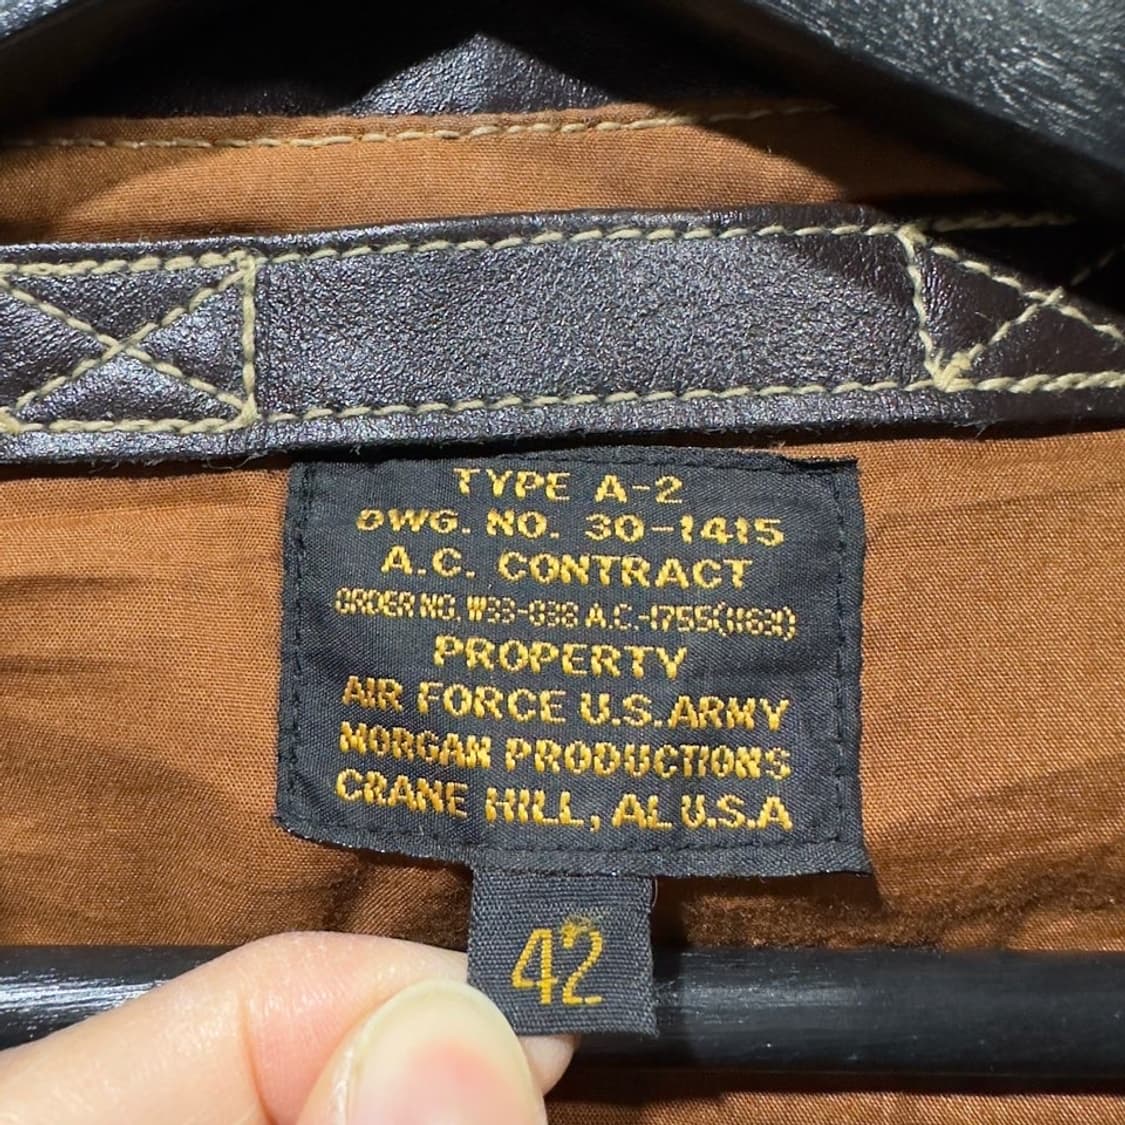 TYPE A-2
DWG. NO. 30-1415
A.C. CONTRACT
ORDER NO. W33-038 A.C.-1755(11631)
PROPERTY
AIR FORCE U.S.ARMY
MORGAN PRODUCTIONS
CRANE HILL, AL U.S.A
42